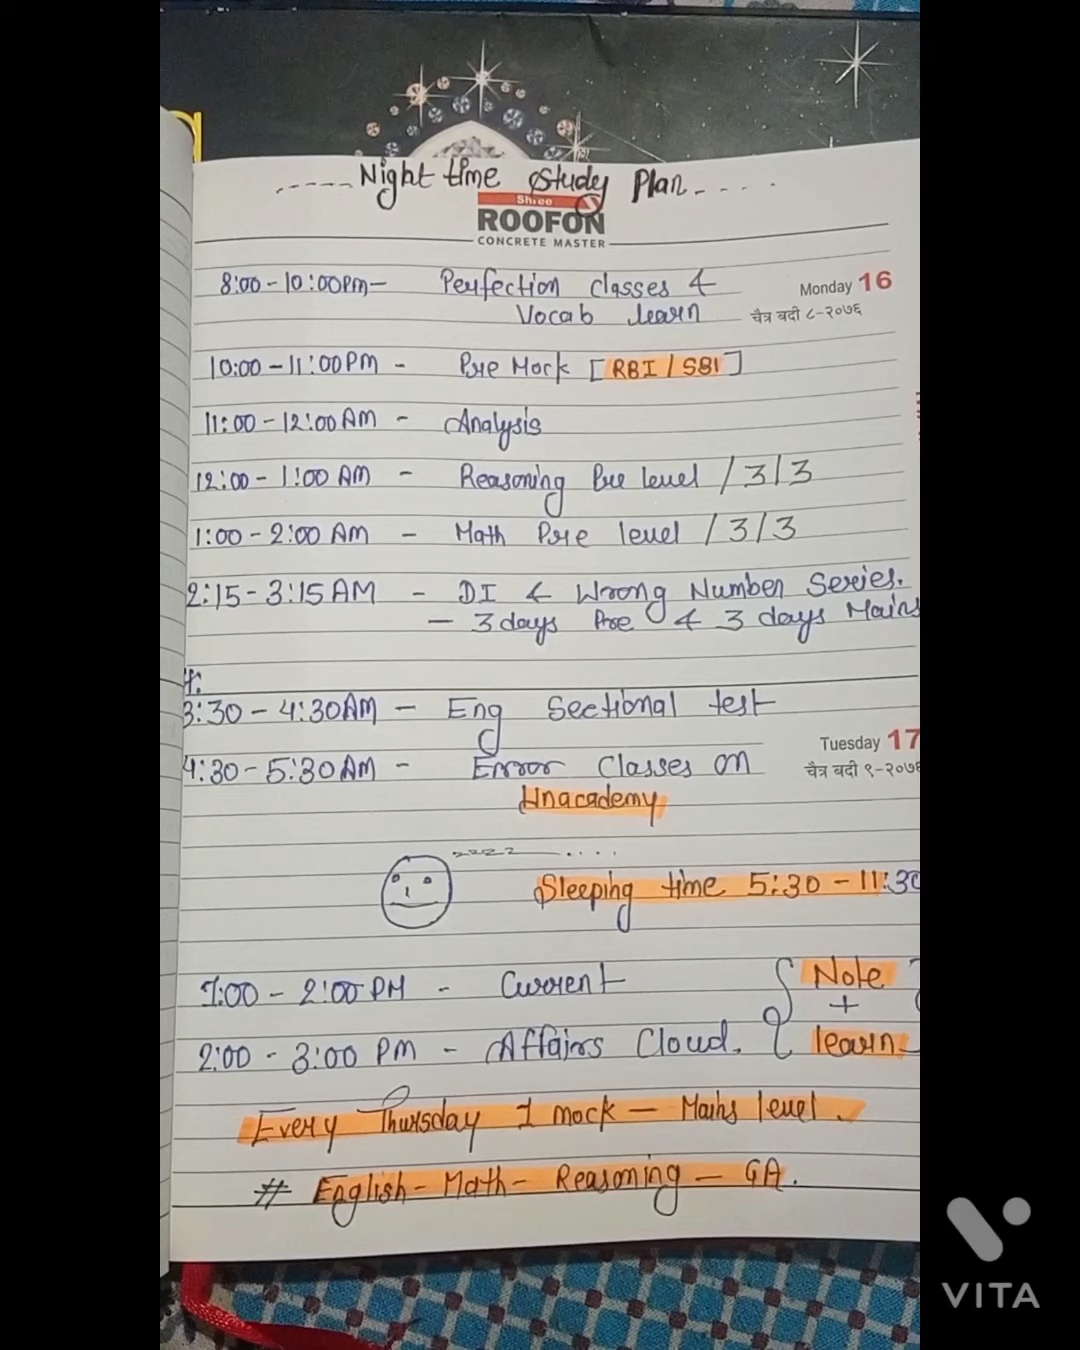 -----Night time Study Plan-----
Shree
ROOFON
CONCRETE MASTER
8:00-10:00PM- Perfection classes &
Vocab learn
Monday 16
चैत्र बदी ८-२०७६
10:00-11:00PM - Pre Mock [RBI / SBI]
11:00-12:00AM - Analysis
12:00-1:00 AM - Reasoning Pre level /3/3
1:00-2:00 AM - Math Pre level /3/3
2:15-3:15AM - DI & Wrong Number Series.
- 3 days Pre & 3 days Mains
3:30-4:30AM - Eng Sectional test
4:30-5:30AM - Error Classes on
Unacademy
Tuesday 17
चैत्र बदी ९-२०७६
zzzz
Sleeping time 5:30-11:30
1:00-2:00 PM - Current
2:00-3:00 PM - Affairs Cloud.
Note
+
learn
Every Thursday 1 mock - Mains level.
# English-Math-Reasoning-GA.
VITA